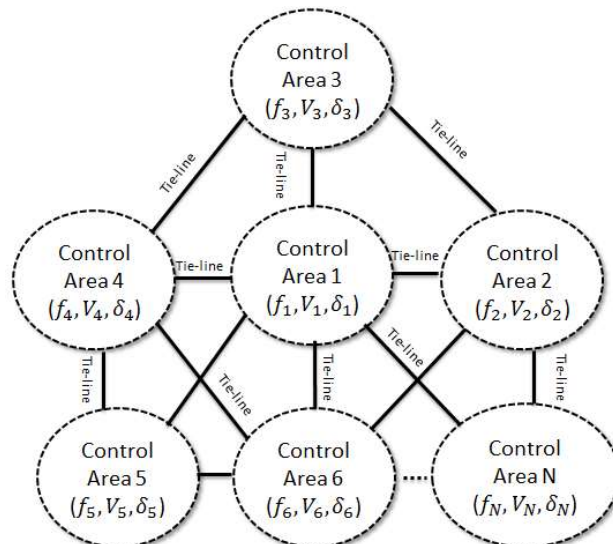 Control
Area 3
(f₃, V₃, δ₃)
Tie-line
Tie-line
Tie-line
Control
Area 4
(f₄, V₄, δ₄)
Tie-line
Control
Area 1
(f₁, V₁, δ₁)
Tie-line
Control
Area 2
(f₂, V₂, δ₂)
Tie-line
Tie-line
Tie-line
Tie-line
Tie-line
Control
Area 5
(f₅, V₅, δ₅)
Control
Area 6
(f₆, V₆, δ₆)
Control
Area N
(f_N, V_N, δ_N)